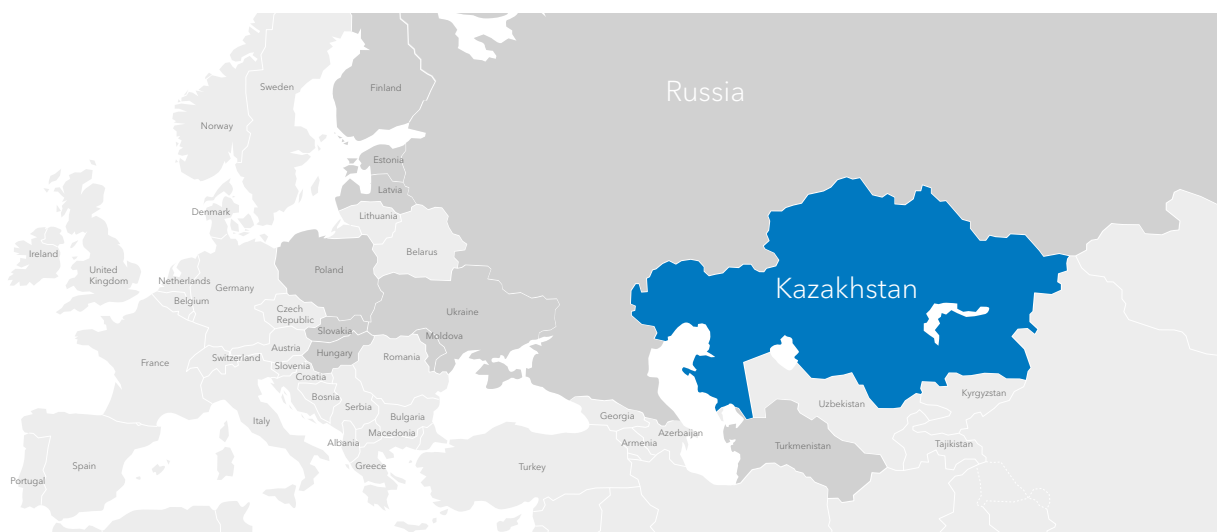 Russia
Sweden
Finland
Norway
Estonia
Latvia
Denmark
Lithuania
Ireland
Belarus
United
Kingdom
Netherlands
Poland
Germany
Belgium
Kazakhstan
Czech
Republic
Ukraine
Slovakia
Moldova
Austria
Hungary
Switzerland
Romania
France
Slovenia
Croatia
Kyrgyzstan
Bosnia
Uzbekistan
Serbia
Georgia
Bulgaria
Italy
Azerbaijan
Macedonia
Albania
Armenia
Tajikistan
Turkmenistan
Spain
Greece
Turkey
Portugal